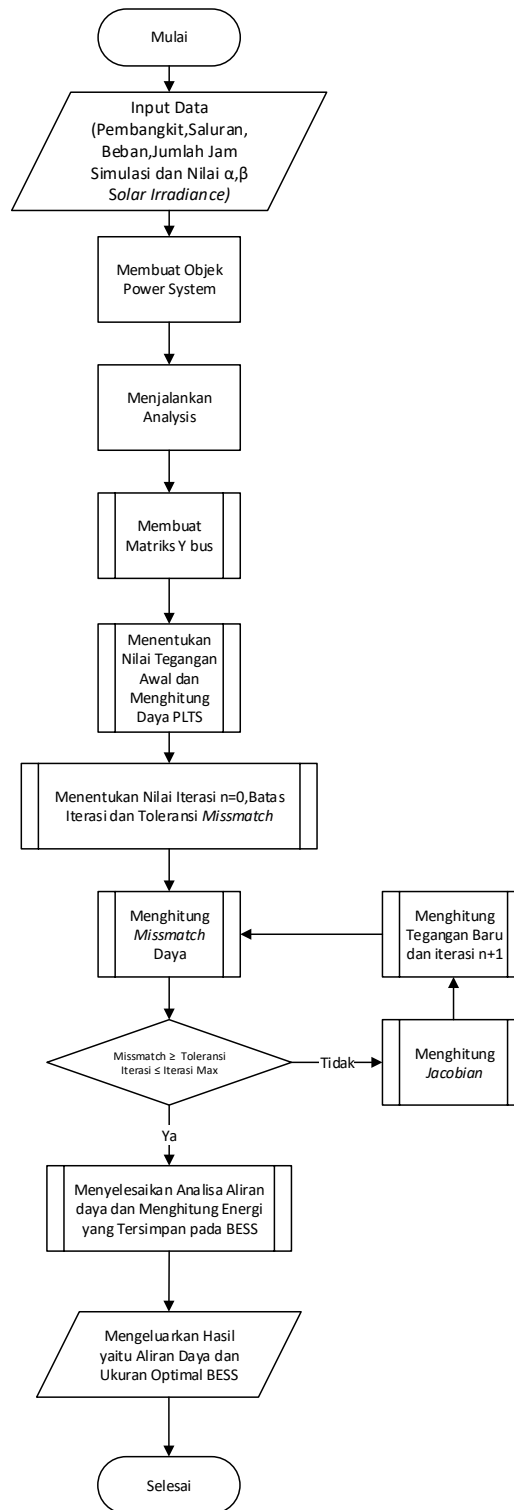 Mulai
Input Data
(Pembangkit,Saluran,
Beban,Jumlah Jam
Simulasi dan Nilai α,β
Solar Irradiance)
Membuat Objek
Power System
Menjalankan
Analysis
Membuat
Matriks Y bus
Menentukan
Nilai Tegangan
Awal dan
Menghitung
Daya PLTS
Menentukan Nilai Iterasi n=0,Batas
Iterasi dan Toleransi Missmatch
Menghitung
Missmatch
Daya
Menghitung
Tegangan Baru
dan iterasi n+1
Missmatch ≥ Toleransi
Iterasi ≤ Iterasi Max
Tidak
Menghitung
Jacobian
Ya
Menyelesaikan Analisa Aliran
daya dan Menghitung Energi
yang Tersimpan pada BESS
Mengeluarkan Hasil
yaitu Aliran Daya dan
Ukuran Optimal BESS
Selesai